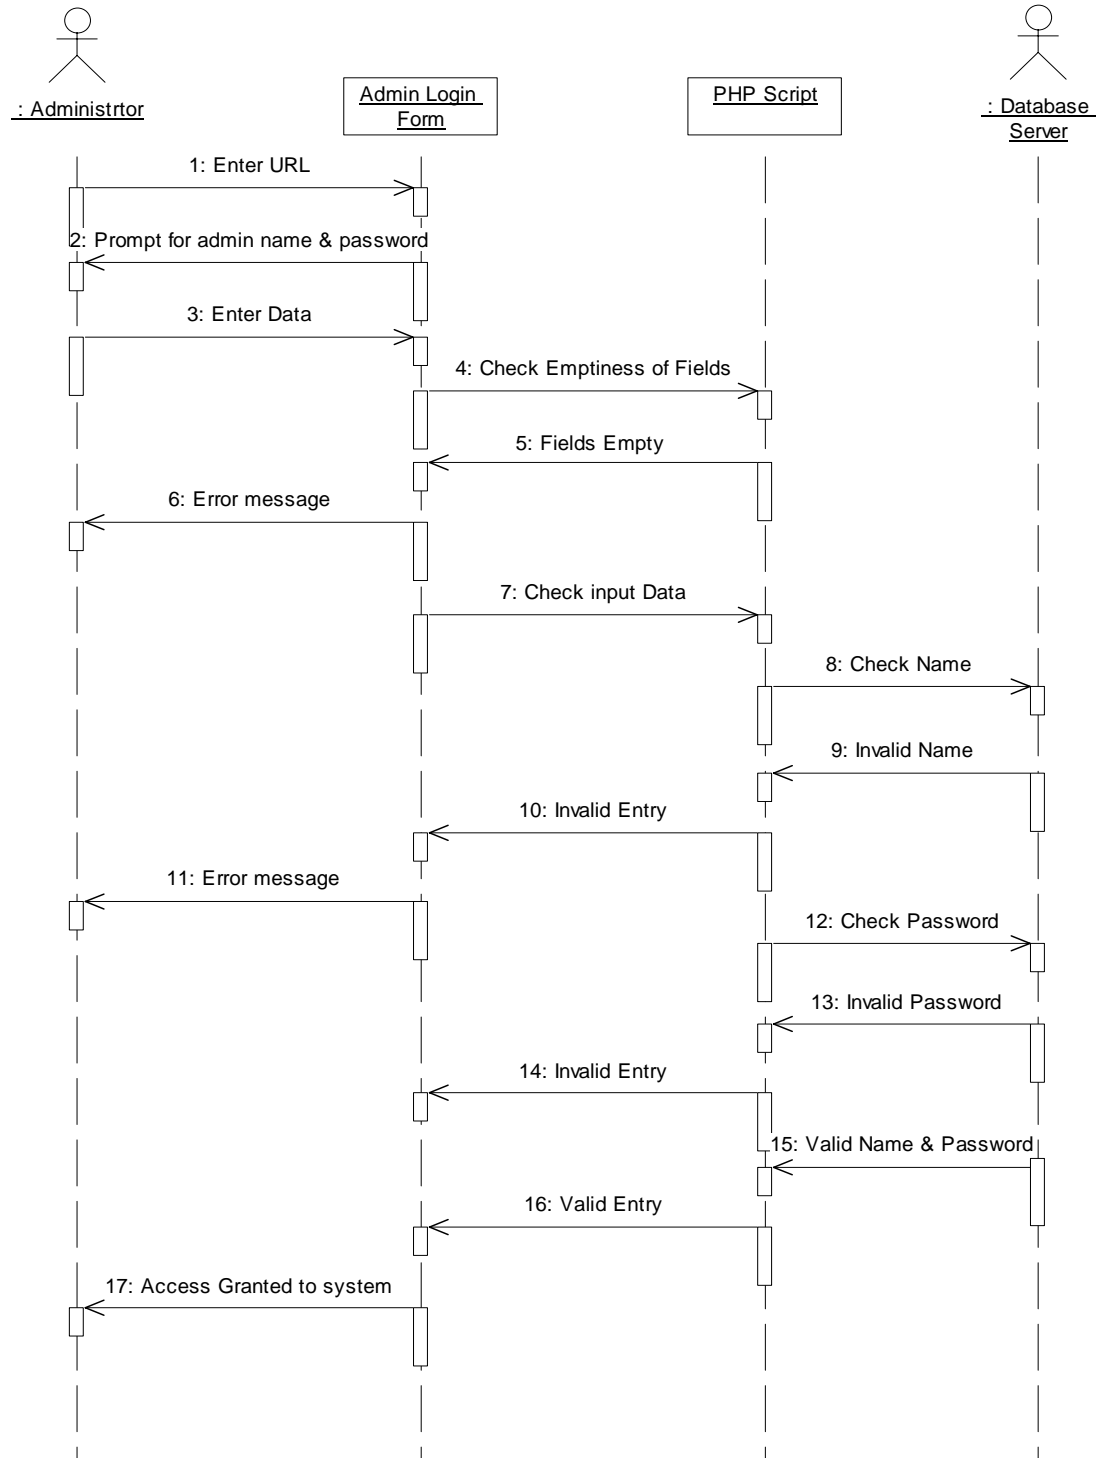 : Administrtor
Admin Login
Form
PHP Script
: Database
Server
1: Enter URL
2: Prompt for admin name & password
3: Enter Data
4: Check Emptiness of Fields
5: Fields Empty
6: Error message
7: Check input Data
8: Check Name
9: Invalid Name
10: Invalid Entry
11: Error message
12: Check Password
13: Invalid Password
14: Invalid Entry
15: Valid Name & Password
16: Valid Entry
17: Access Granted to system